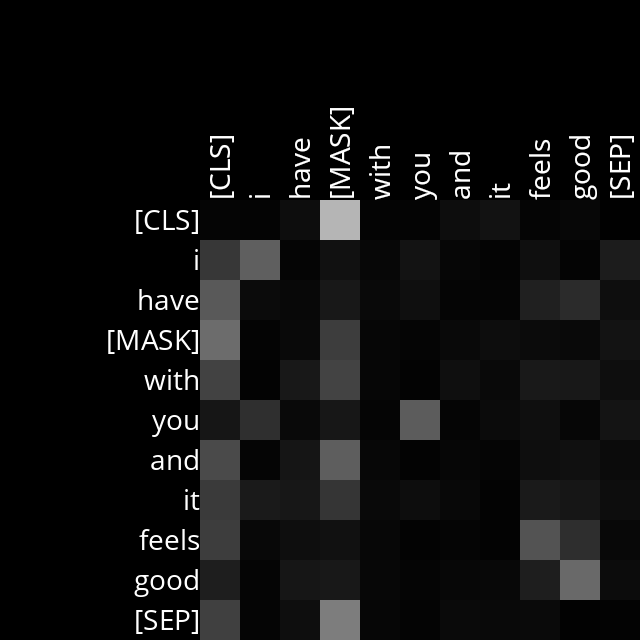 [CLS] i have [MASK] with you and it feels good [SEP]
[CLS]
i
have
[MASK]
with
you
and
it
feels
good
[SEP]